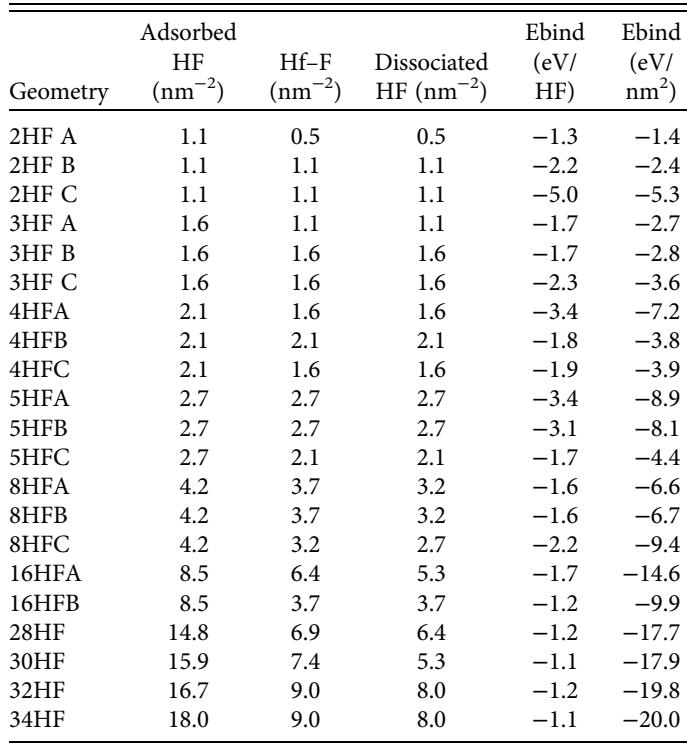 Adsorbed Ebind Ebind
HF Hf–F Dissociated (eV/ (eV/
Geometry (nm⁻²) (nm⁻²) HF (nm⁻²) HF) nm²)
2HF A 1.1 0.5 0.5 −1.3 −1.4
2HF B 1.1 1.1 1.1 −2.2 −2.4
2HF C 1.1 1.1 1.1 −5.0 −5.3
3HF A 1.6 1.1 1.1 −1.7 −2.7
3HF B 1.6 1.6 1.6 −1.7 −2.8
3HF C 1.6 1.6 1.6 −2.3 −3.6
4HFA 2.1 1.6 1.6 −3.4 −7.2
4HFB 2.1 2.1 2.1 −1.8 −3.8
4HFC 2.1 1.6 1.6 −1.9 −3.9
5HFA 2.7 2.7 2.7 −3.4 −8.9
5HFB 2.7 2.7 2.7 −3.1 −8.1
5HFC 2.7 2.1 2.1 −1.7 −4.4
8HFA 4.2 3.7 3.2 −1.6 −6.6
8HFB 4.2 3.7 3.2 −1.6 −6.7
8HFC 4.2 3.2 2.7 −2.2 −9.4
16HFA 8.5 6.4 5.3 −1.7 −14.6
16HFB 8.5 3.7 3.7 −1.2 −9.9
28HF 14.8 6.9 6.4 −1.2 −17.7
30HF 15.9 7.4 5.3 −1.1 −17.9
32HF 16.7 9.0 8.0 −1.2 −19.8
34HF 18.0 9.0 8.0 −1.1 −20.0